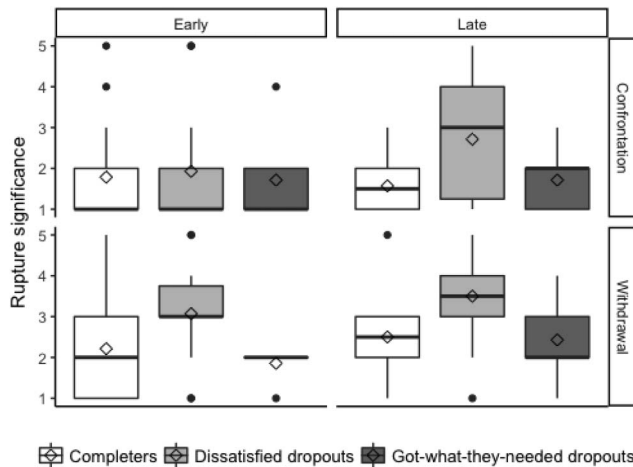 Early
Late
5
4
3
2
1
Confrontation
Rupture significance
5
4
3
2
1
Withdrawal
Completers
Dissatisfied dropouts
Got-what-they-needed dropouts